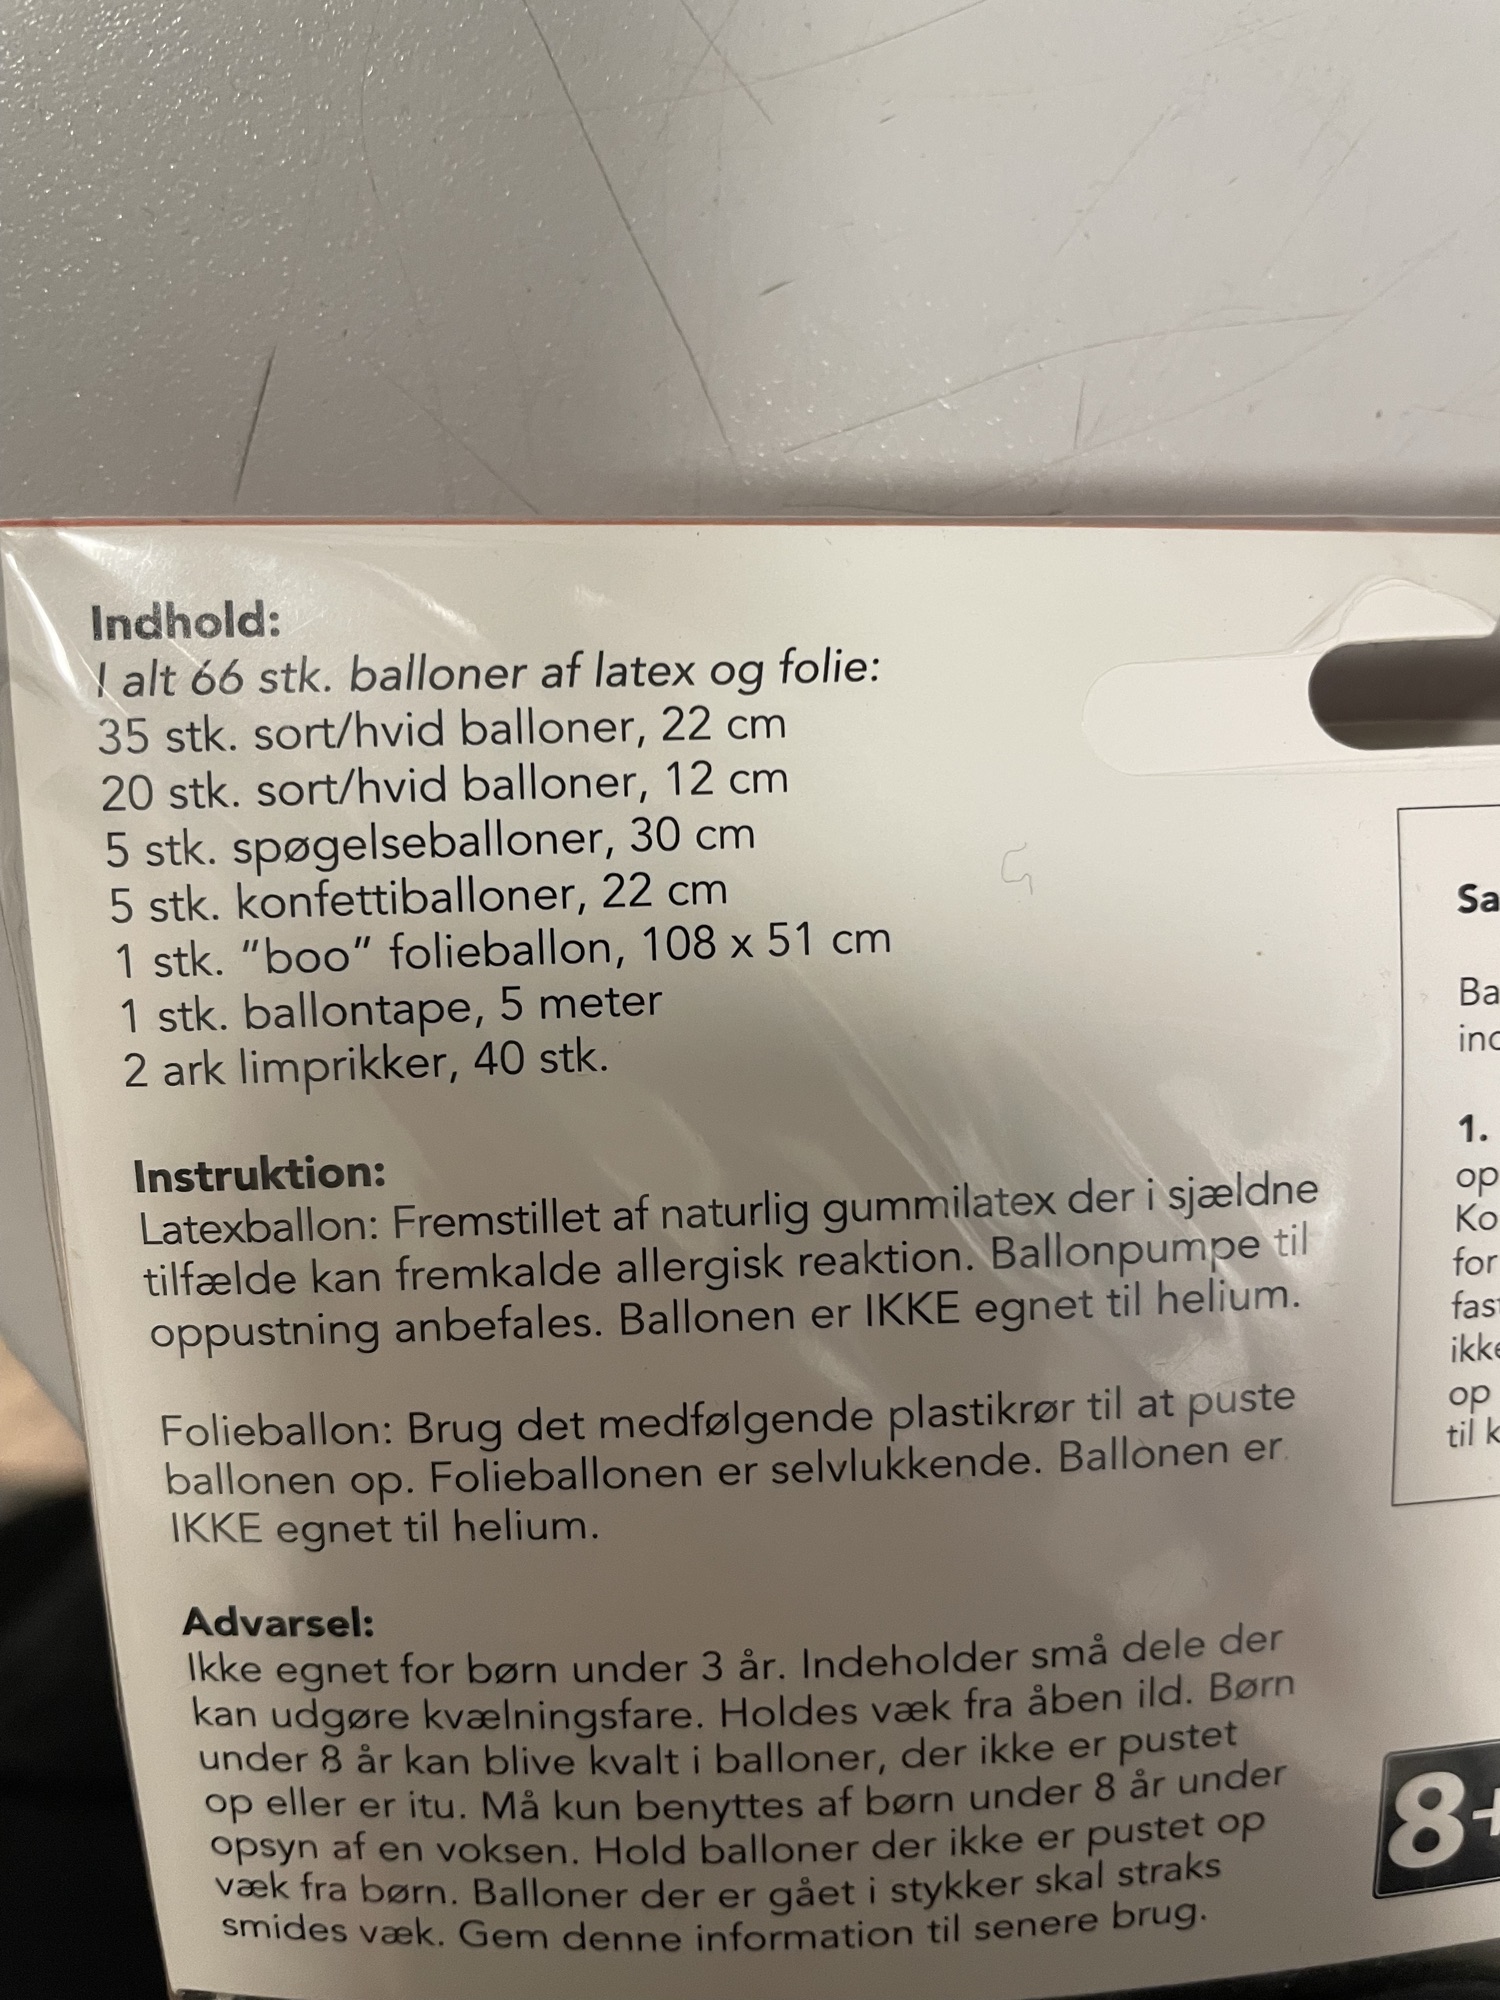 Indhold:
I alt 66 stk. balloner af latex og folie:
35 stk. sort/hvid balloner, 22 cm
20 stk. sort/hvid balloner, 12 cm
5 stk. spøgelseballoner, 30 cm
5 stk. konfettiballoner, 22 cm
1 stk. "boo" folieballon, 108 x 51 cm
1 stk. ballontape, 5 meter
2 ark limprikker, 40 stk.
Instruktion:
Latexballon: Fremstillet af naturlig gummilatex der i sjældne
tilfælde kan fremkalde allergisk reaktion. Ballonpumpe til
oppustning anbefales. Ballonen er IKKE egnet til helium.
Folieballon: Brug det medfølgende plastikrør til at puste
ballonen op. Folieballonen er selvlukkende. Ballonen er
IKKE egnet til helium.
Advarsel:
Ikke egnet for børn under 3 år. Indeholder små dele der
kan udgøre kvælningsfare. Holdes væk fra åben ild. Børn
under 8 år kan blive kvalt i balloner, der ikke er pustet
op eller er itu. Må kun benyttes af børn under 8 år under
opsyn af en voksen. Hold balloner der ikke er pustet op
væk fra børn. Balloner der er gået i stykker skal straks
smides væk. Gem denne information til senere brug.
Sa
Ba
1.
op
Ko
for
ikke
op
til k
8+